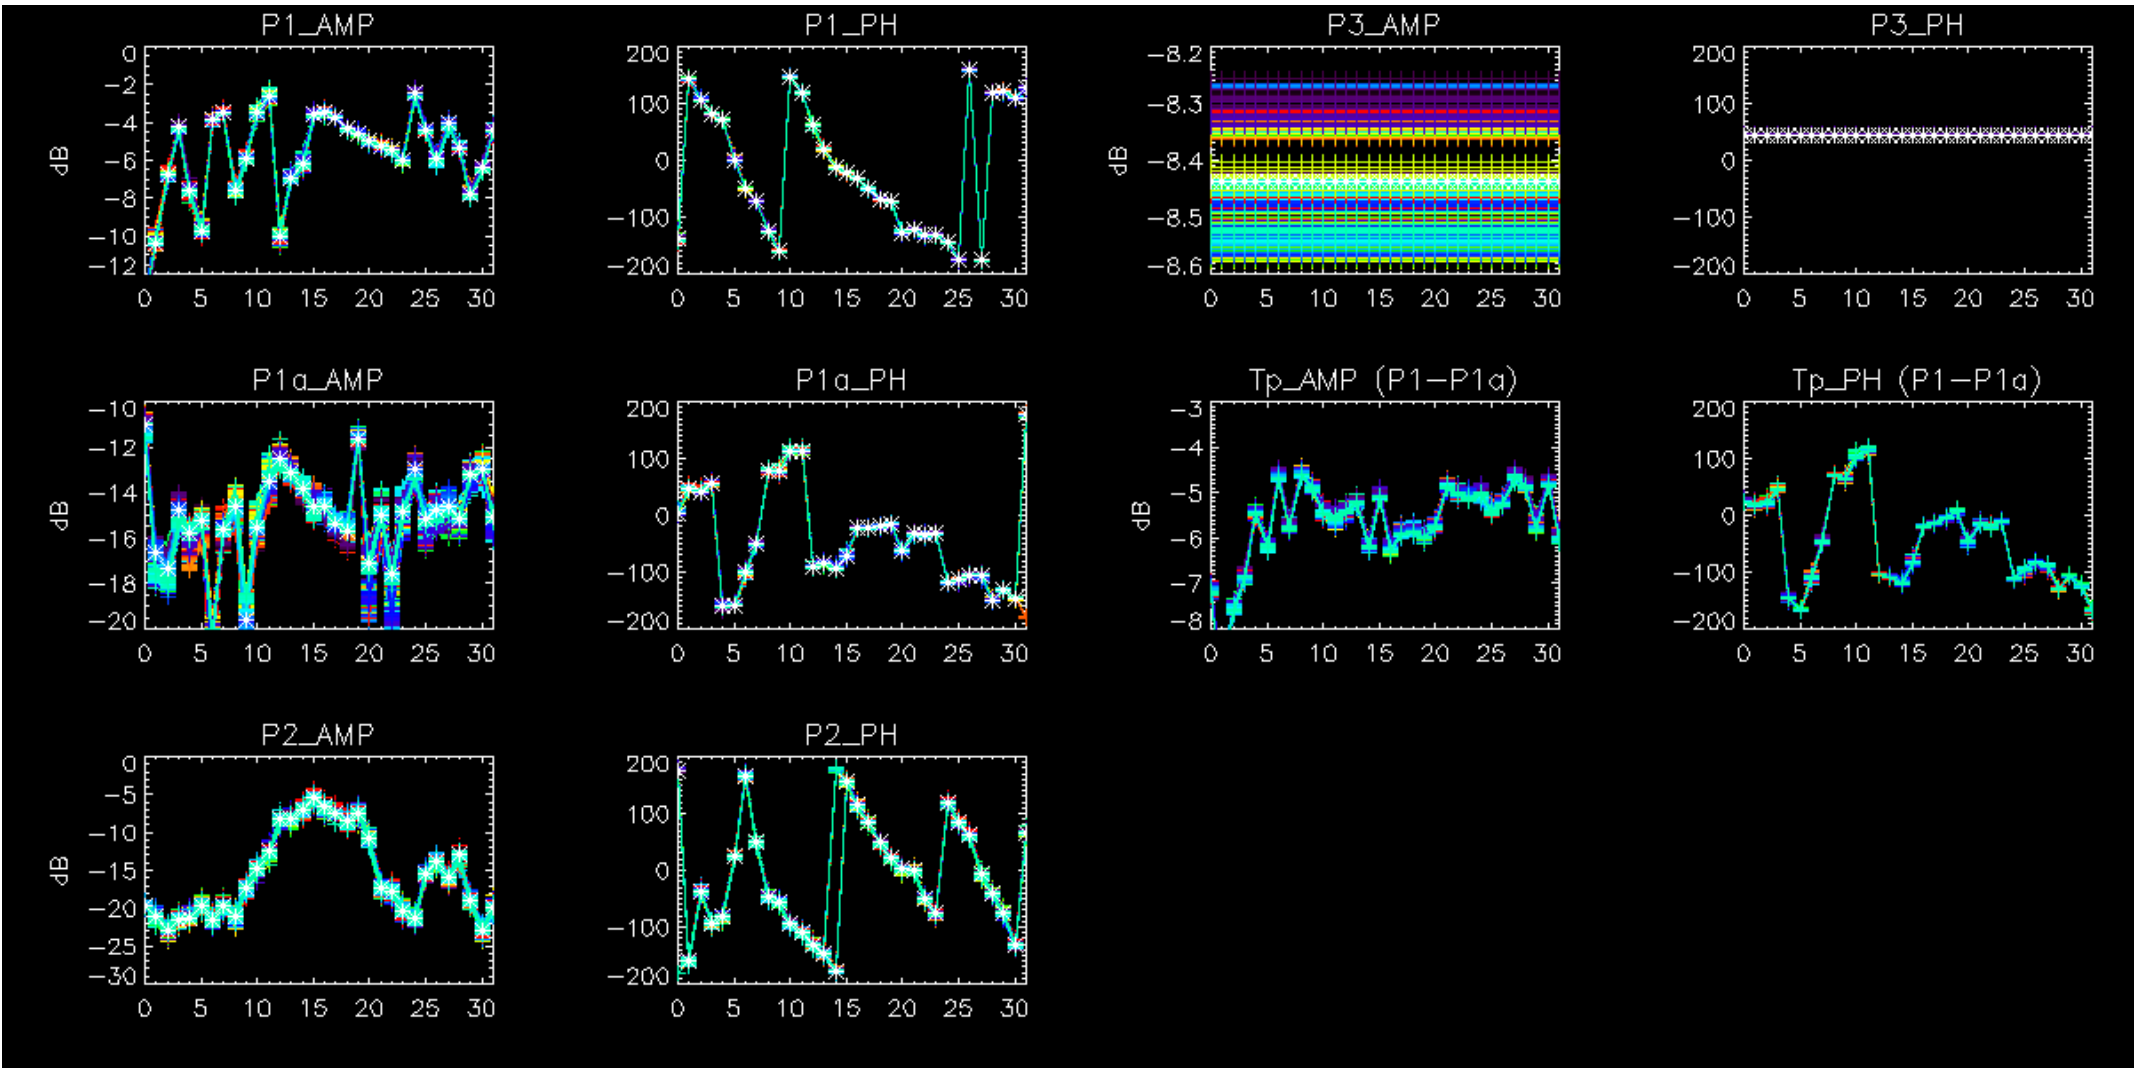 P1_AMP
0
-2
-4
-6
-8
-10
-12
dB
0 5 10 15 20 25 30
P1_PH
200
100
0
-100
-200
0 5 10 15 20 25 30
P3_AMP
-8.2
-8.3
-8.4
-8.5
-8.6
dB
0 5 10 15 20 25 30
P3_PH
200
100
0
-100
-200
0 5 10 15 20 25 30
P1a_AMP
-10
-12
-14
-16
-18
-20
dB
0 5 10 15 20 25 30
P1a_PH
200
100
0
-100
-200
0 5 10 15 20 25 30
Tp_AMP (P1-P1a)
-3
-4
-5
-6
-7
-8
dB
0 5 10 15 20 25 30
Tp_PH (P1-P1a)
200
100
0
-100
-200
0 5 10 15 20 25 30
P2_AMP
0
-5
-10
-15
-20
-25
-30
dB
0 5 10 15 20 25 30
P2_PH
200
100
0
-100
-200
0 5 10 15 20 25 30